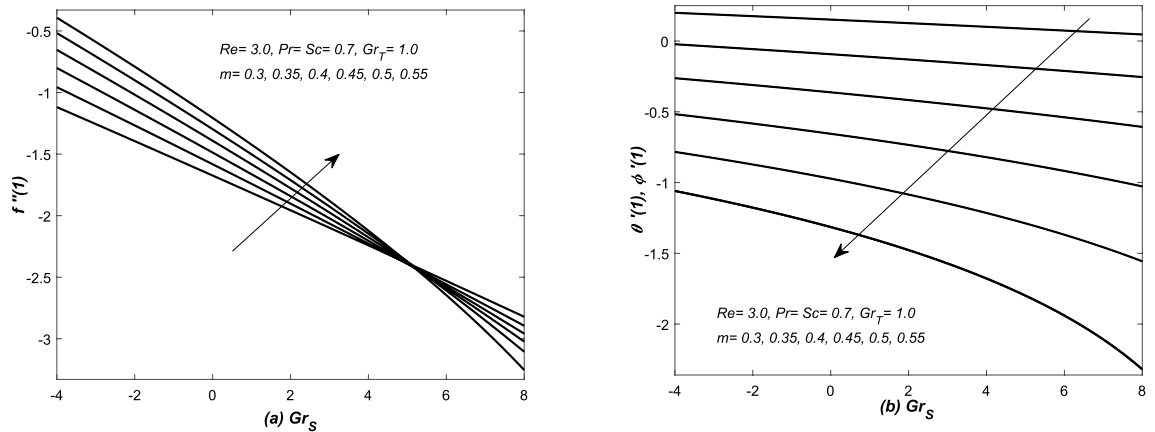 -0.5
-1
-1.5
-2
-2.5
-3
f ''(1)
Re= 3.0, Pr= Sc= 0.7, Gr_T= 1.0
m= 0.3, 0.35, 0.4, 0.45, 0.5, 0.55
-4 -2 0 2 4 6 8
(a) Gr_S
0
-0.5
-1
-1.5
-2
θ '(1), ϕ '(1)
Re= 3.0, Pr= Sc= 0.7, Gr_T= 1.0
m= 0.3, 0.35, 0.4, 0.45, 0.5, 0.55
-4 -2 0 2 4 6 8
(b) Gr_S